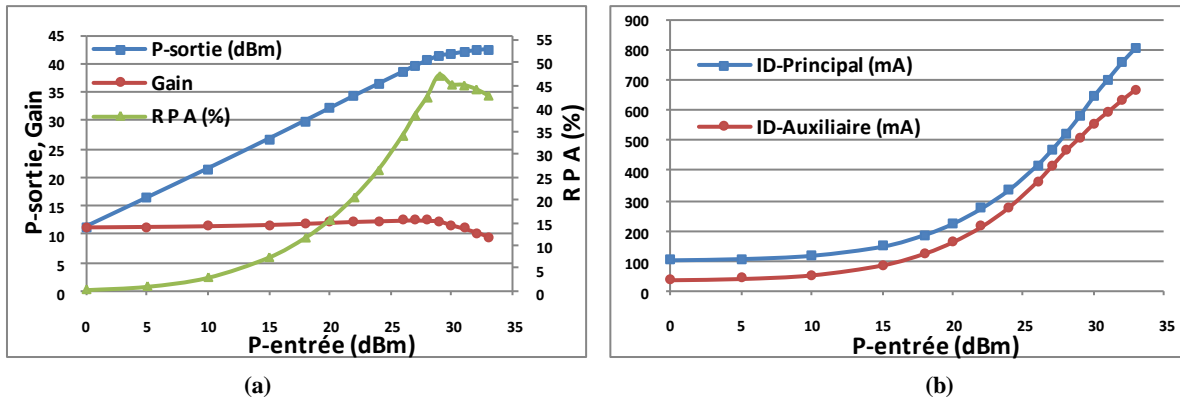 P-sortie, Gain
45
40
35
30
25
20
15
10
5
0
P-sortie (dBm)
Gain
R P A (%)
55
50
45
40
35
30
25
20
15
10
5
0
R P A (%)
0 5 10 15 20 25 30 35
P-entrée (dBm)
(a)
900
800
700
600
500
400
300
200
100
0
ID-Principal (mA)
ID-Auxiliaire (mA)
0 5 10 15 20 25 30 35
P-entrée (dBm)
(b)